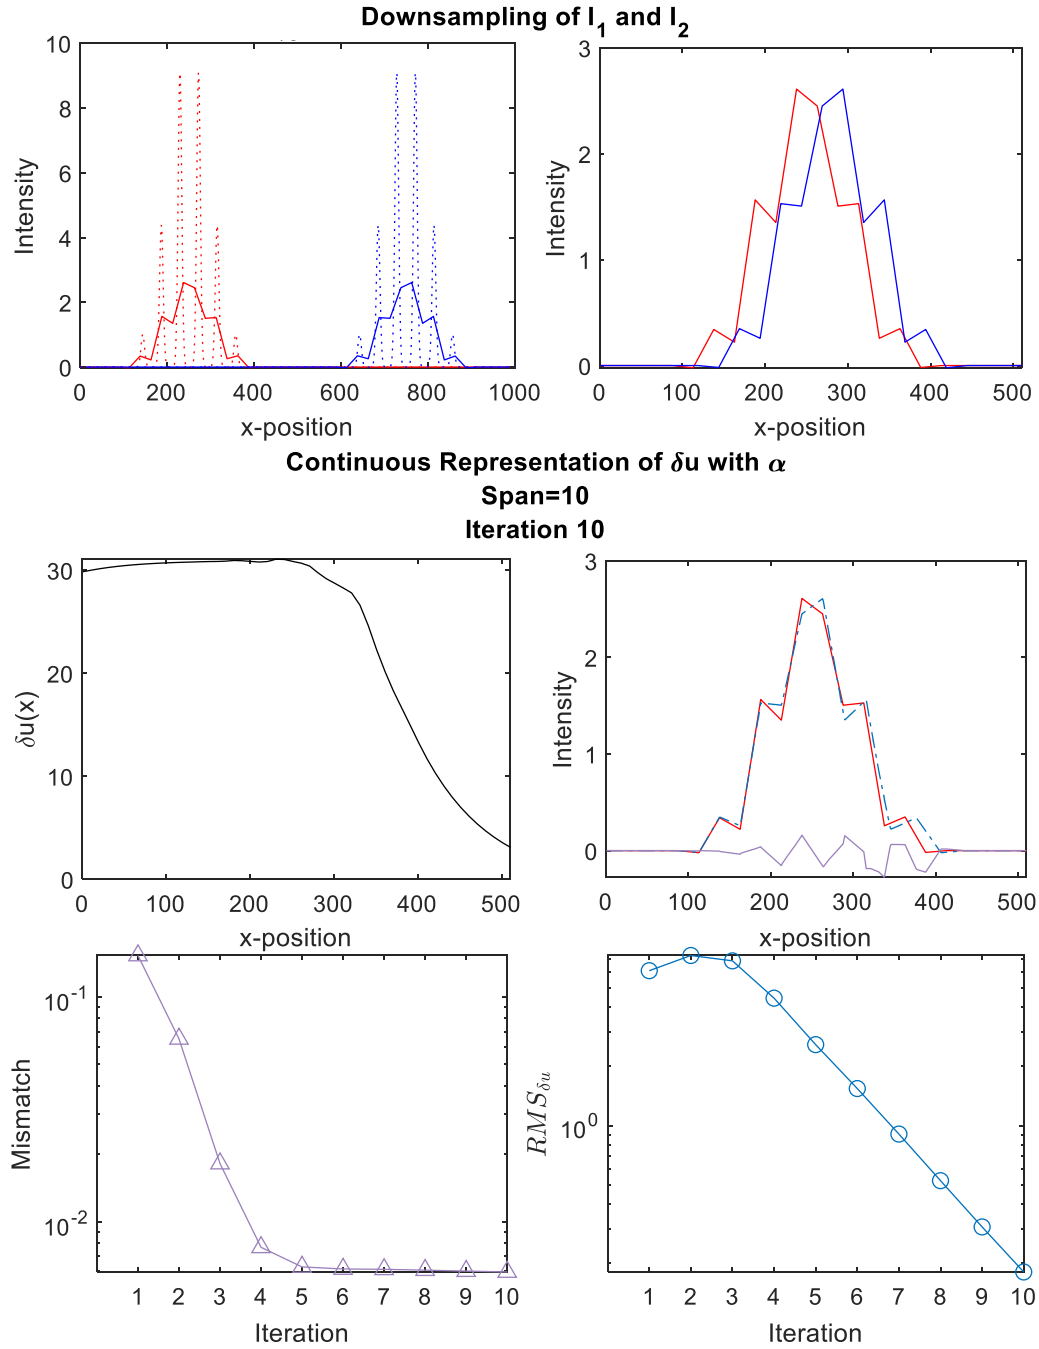 Downsampling of I1 and I2
10
8
6
4
2
0
Intensity
0 200 400 600 800 1000
x-position
3
2
1
0
Intensity
0 100 200 300 400 500
x-position
Continuous Representation of δu with α
Span=10
Iteration 10
30
20
10
0
δu(x)
0 100 200 300 400 500
x-position
3
2
1
0
Intensity
0 100 200 300 400 500
x-position
10-1
10-2
Mismatch
1 2 3 4 5 6 7 8 9 10
Iteration
100
RMSδu
1 2 3 4 5 6 7 8 9 10
Iteration